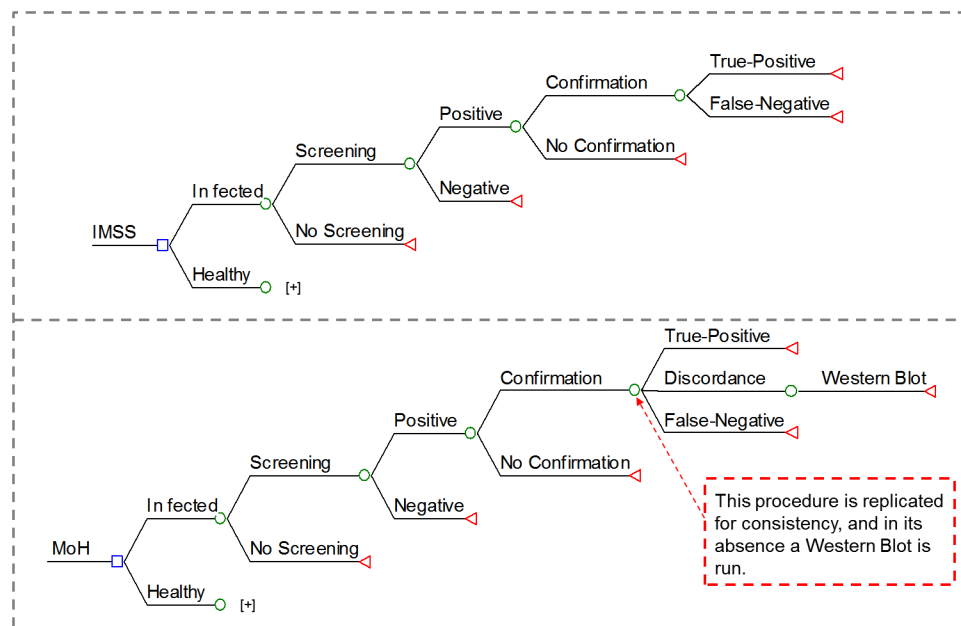 True-Positive
Confirmation
False-Negative
Positive
No Confirmation
Screening
Negative
In fected
No Screening
IMSS
Healthy
[+]
True-Positive
Confirmation
Discordance
Western Blot
False-Negative
Positive
No Confirmation
Screening
Negative
In fected
No Screening
MoH
Healthy
[+]
This procedure is replicated
for consistency, and in its
absence a Western Blot is
run.